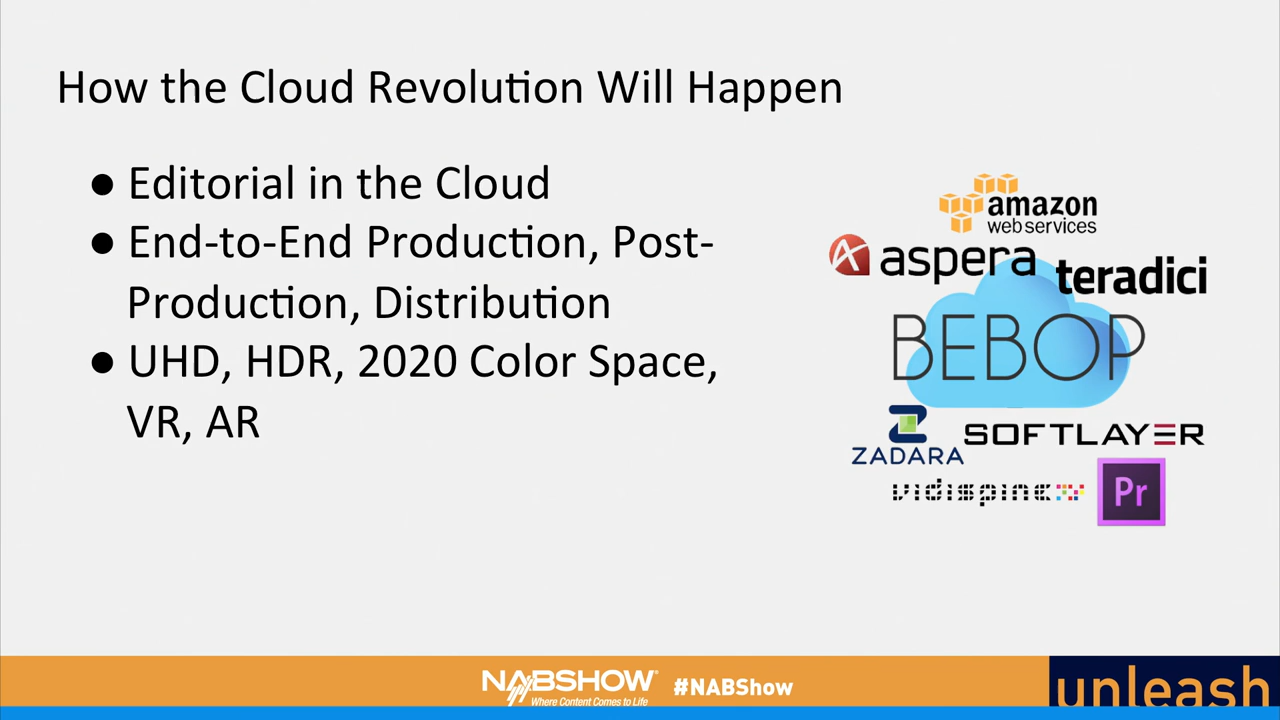 How the Cloud Revolution Will Happen
● Editorial in the Cloud
● End-to-End Production, Post-
Production, Distribution
● UHD, HDR, 2020 Color Space,
VR, AR
amazon
webservices
aspera
teradici
BEBOP
ZADARA
SOFTLAYER
vidispine
Pr
NABSHOW®
Where Content Comes to Life
#NABShow
unleash